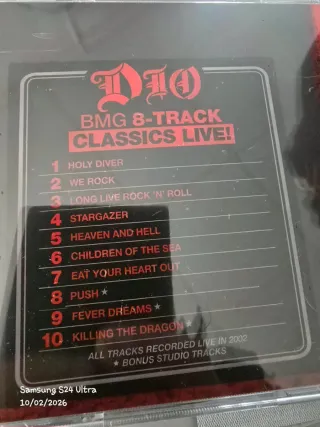 DIO
BMG 8-TRACK
CLASSICS LIVE!
1 HOLY DIVER
2 WE ROCK
3 LONG LIVE ROCK 'N' ROLL
4 STARGAZER
5 HEAVEN AND HELL
6 CHILDREN OF THE SEA
7 EAT YOUR HEART OUT
8 PUSH ★
9 FEVER DREAMS ★
10 KILLING THE DRAGON ★
ALL TRACKS RECORDED LIVE IN 2002
★ BONUS STUDIO TRACKS
Samsung S24 Ultra
10/02/2026